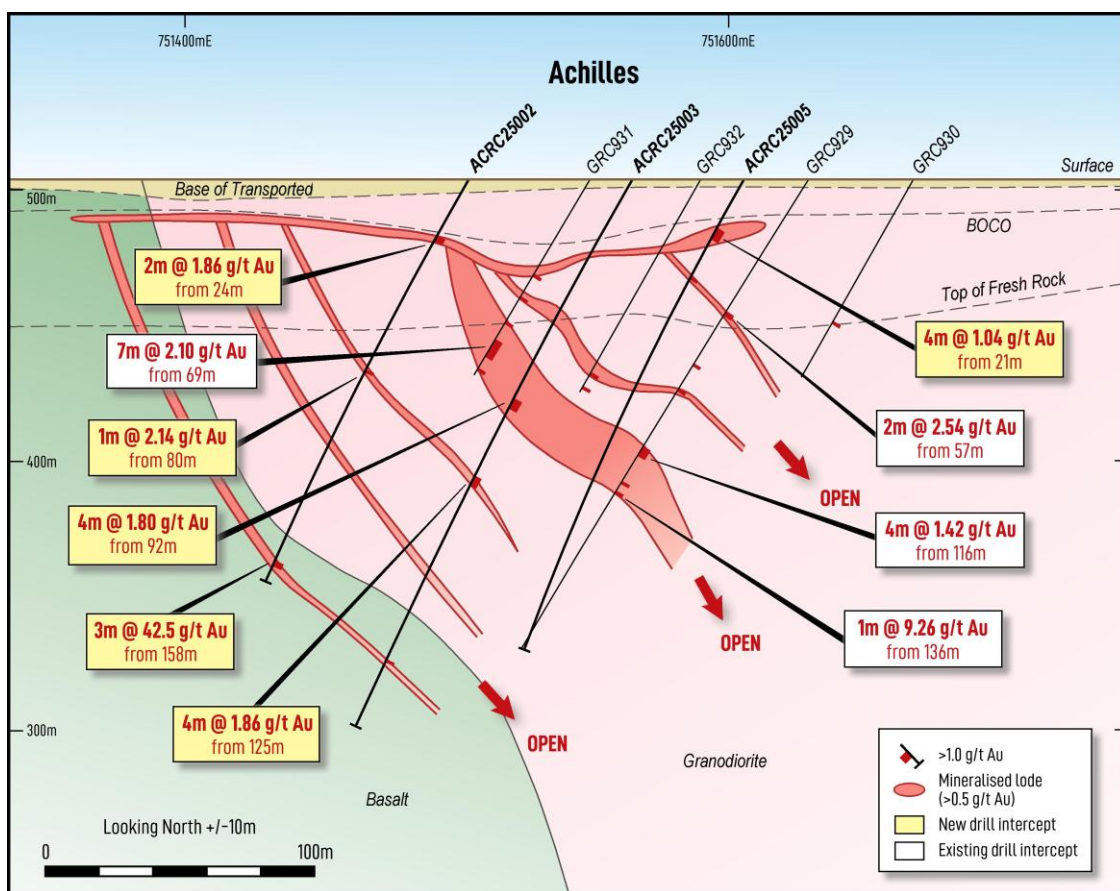 751400mE
751600mE
Achilles
ACRC25002
GRC931
ACRC25003
GRC932
ACRC25005
GRC929
GRC930
Surface
Base of Transported
500m
BOCO
Top of Fresh Rock
2m @ 1.86 g/t Au
from 24m
7m @ 2.10 g/t Au
from 69m
1m @ 2.14 g/t Au
from 80m
400m
4m @ 1.80 g/t Au
from 92m
3m @ 42.5 g/t Au
from 158m
4m @ 1.86 g/t Au
from 125m
4m @ 1.04 g/t Au
from 21m
2m @ 2.54 g/t Au
from 57m
OPEN
4m @ 1.42 g/t Au
from 116m
1m @ 9.26 g/t Au
from 136m
OPEN
OPEN
300m
Granodiorite
Basalt
Looking North +/-10m
0
100m
>1.0 g/t Au
Mineralised lode
(>0.5 g/t Au)
New drill intercept
Existing drill intercept